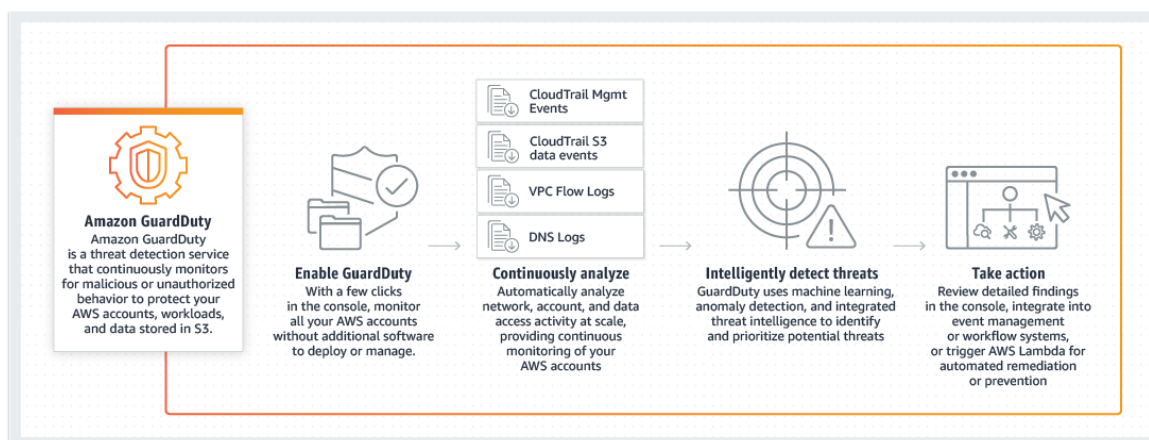 Amazon GuardDuty
Amazon GuardDuty
is a threat detection service
that continuously monitors
for malicious or unauthorized
behavior to protect your
AWS accounts, workloads,
and data stored in S3.
Enable GuardDuty
With a few clicks
in the console, monitor
all your AWS accounts
without additional software
to deploy or manage.
CloudTrail Mgmt
Events
CloudTrail S3
data events
VPC Flow Logs
DNS Logs
Continuously analyze
Automatically analyze
network, account, and data
access activity at scale,
providing continuous
monitoring of your
AWS accounts
Intelligently detect threats
GuardDuty uses machine learning,
anomaly detection, and integrated
threat intelligence to identify
and prioritize potential threats
Take action
Review detailed findings
in the console, integrate into
event management
or workflow systems,
or trigger AWS Lambda for
automated remediation
or prevention